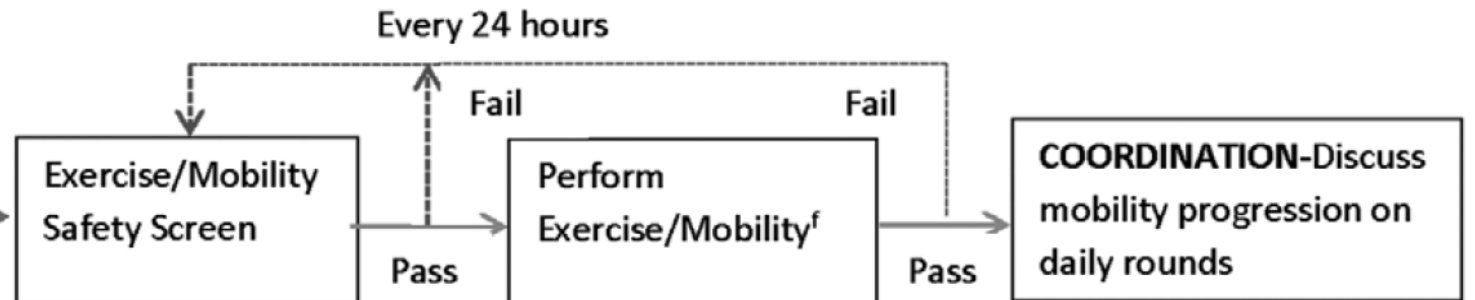 Every 24 hours
Fail
Fail
Exercise/Mobility
Safety Screen
Pass
Perform
Exercise/Mobilityᶠ
Pass
COORDINATION-Discuss
mobility progression on
daily rounds